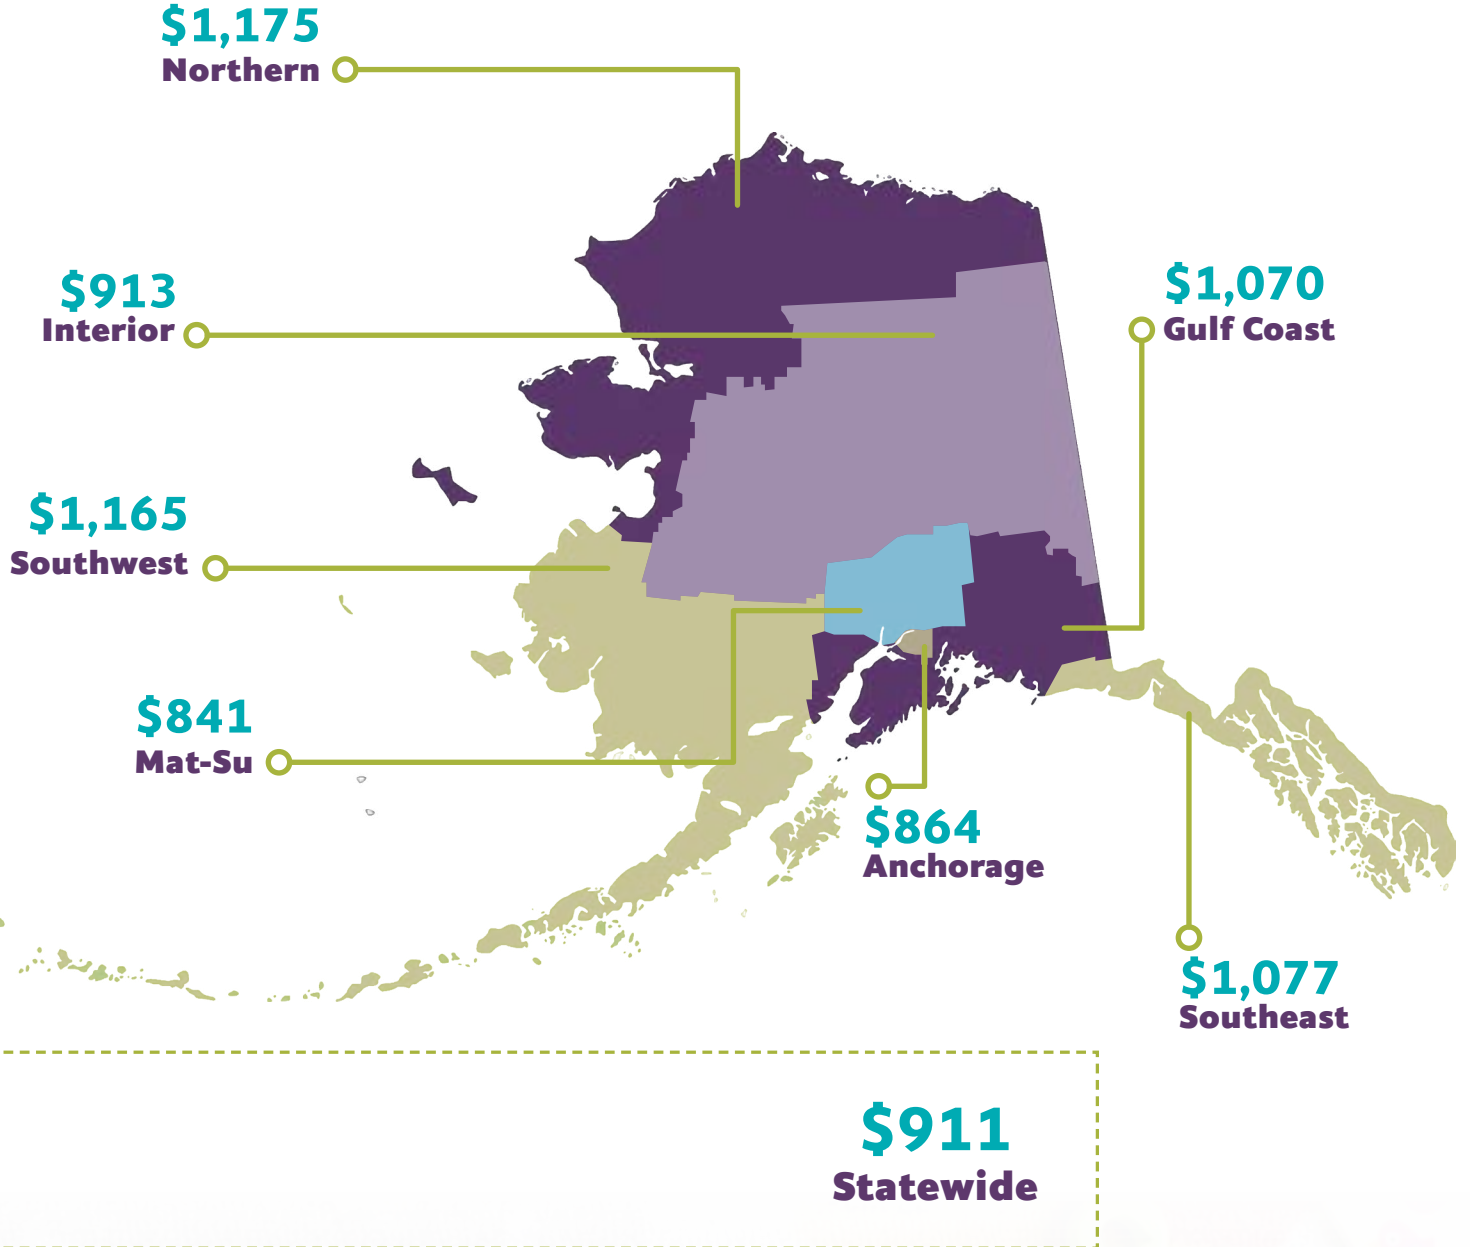 $1,175
Northern
$913
Interior
$1,070
Gulf Coast
$1,165
Southwest
$841
Mat-Su
$864
Anchorage
$1,077
Southeast
$911
Statewide